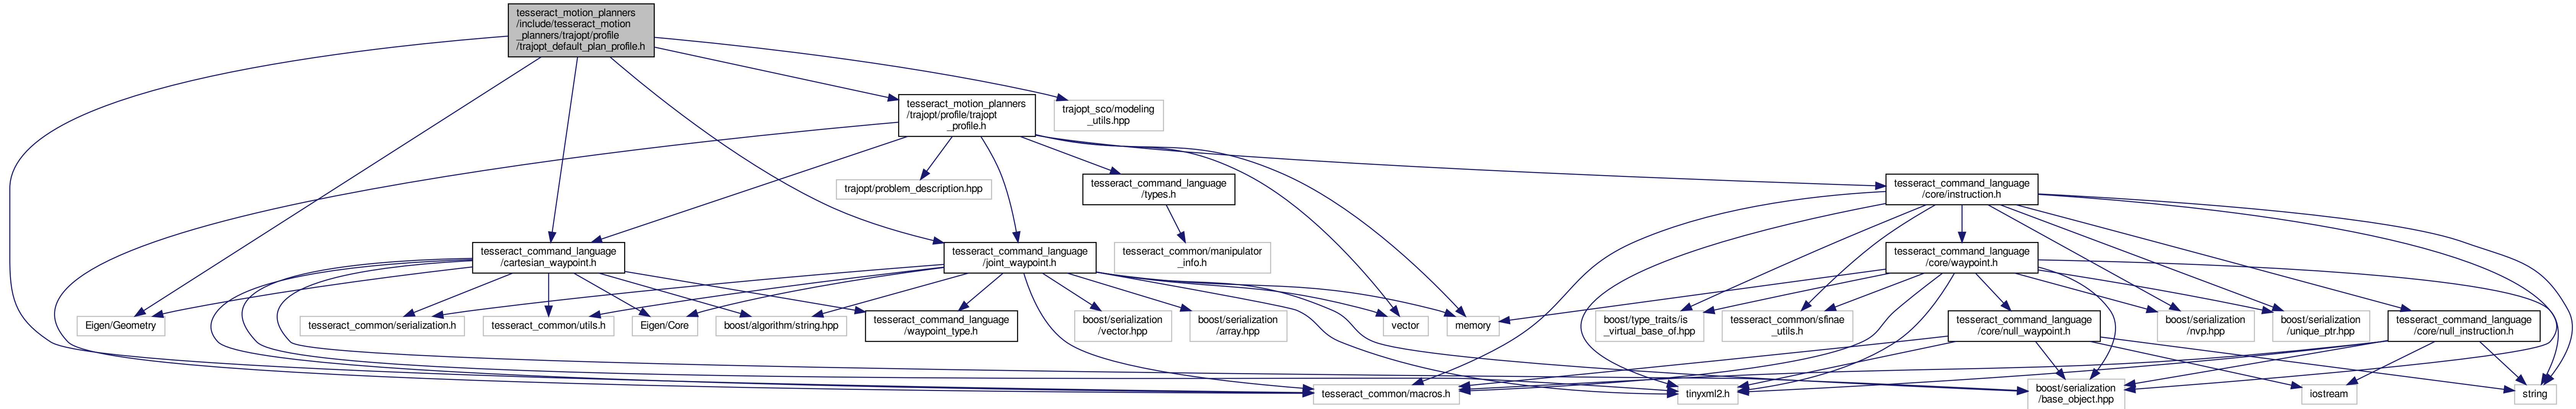 tesseract_motion_planners
/include/tesseract_motion
_planners/trajopt/profile
/trajopt_default_plan_profile.h
tesseract_motion_planners
/trajopt/profile/trajopt
_profile.h
trajopt_sco/modeling
_utils.hpp
trajopt/problem_description.hpp
tesseract_command_language
/types.h
tesseract_command_language
/core/instruction.h
tesseract_command_language
/cartesian_waypoint.h
tesseract_command_language
/joint_waypoint.h
tesseract_common/manipulator
_info.h
tesseract_command_language
/core/waypoint.h
Eigen/Geometry
tesseract_common/serialization.h
tesseract_common/utils.h
Eigen/Core
boost/algorithm/string.hpp
tesseract_command_language
/waypoint_type.h
boost/serialization
/vector.hpp
boost/serialization
/array.hpp
vector
memory
boost/type_traits/is
_virtual_base_of.hpp
tesseract_common/sfinae
_utils.h
tesseract_command_language
/core/null_waypoint.h
boost/serialization
/nvp.hpp
boost/serialization
/unique_ptr.hpp
tesseract_command_language
/core/null_instruction.h
tesseract_common/macros.h
tinyxml2.h
boost/serialization
/base_object.hpp
iostream
string